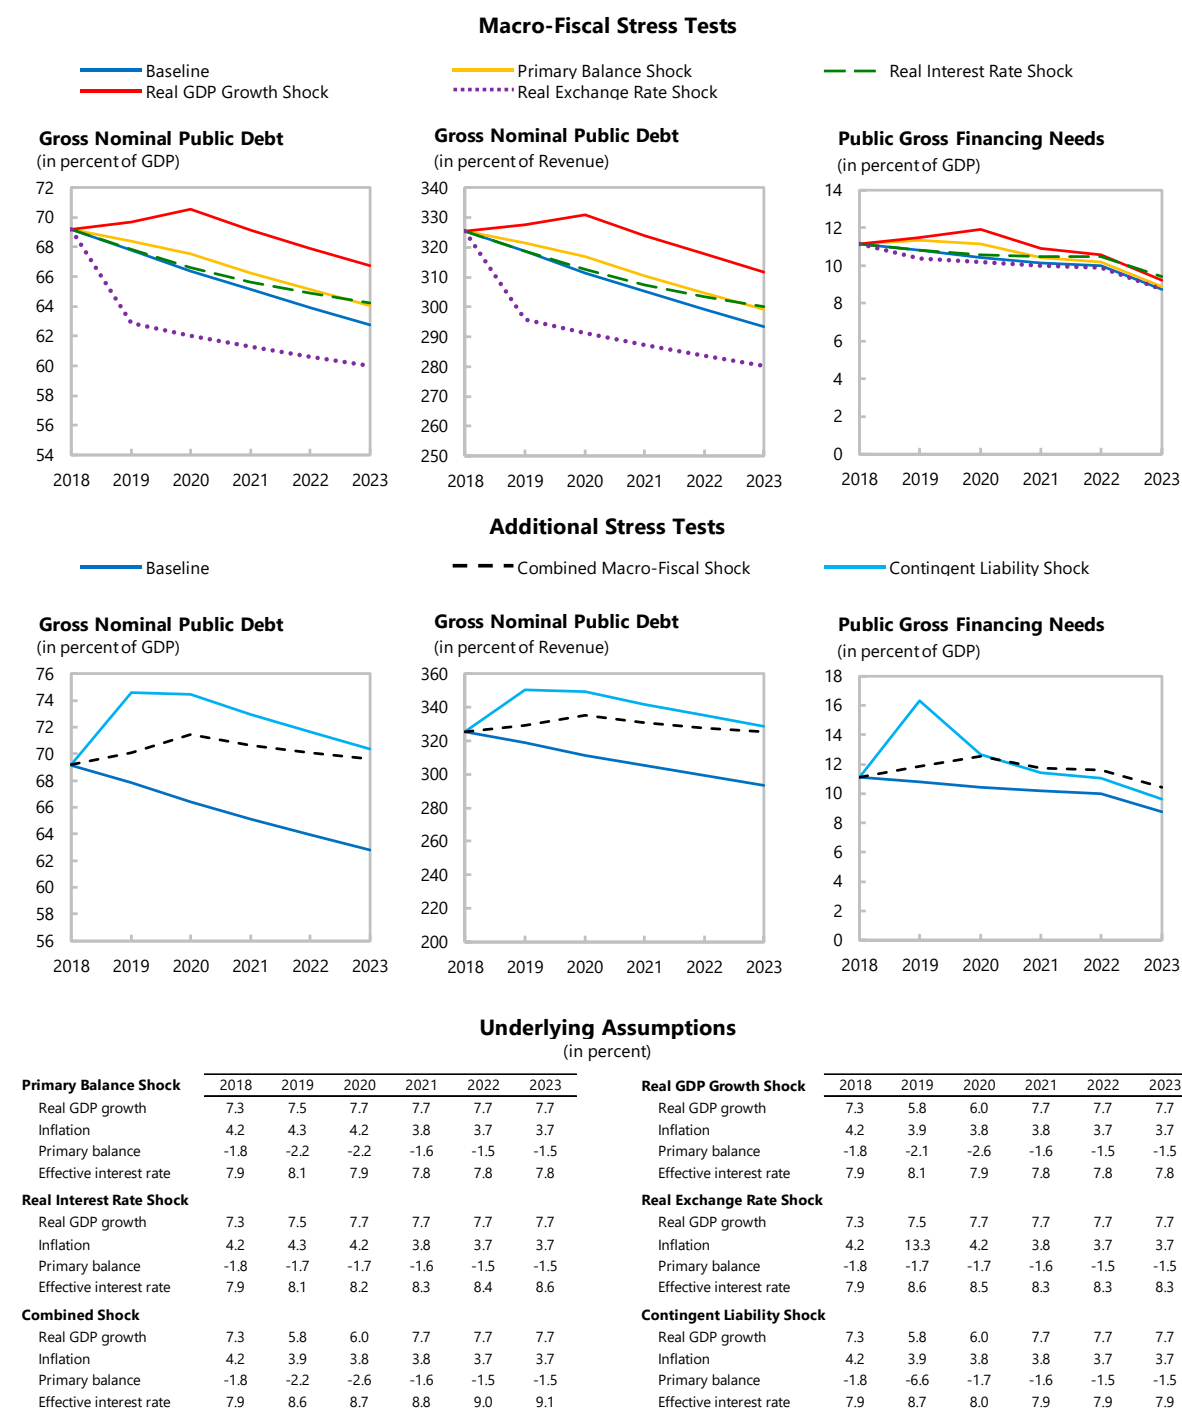 Macro-Fiscal Stress Tests
Baseline
Primary Balance Shock
Real Interest Rate Shock
Real GDP Growth Shock
Real Exchange Rate Shock
Gross Nominal Public Debt
(in percent of GDP)
72
70
68
66
64
62
60
58
56
54
2018 2019 2020 2021 2022 2023
Gross Nominal Public Debt
(in percent of Revenue)
340
330
320
310
300
290
280
270
260
250
2018 2019 2020 2021 2022 2023
Public Gross Financing Needs
(in percent of GDP)
14
12
10
8
6
4
2
0
2018 2019 2020 2021 2022 2023
Additional Stress Tests
Baseline
Combined Macro-Fiscal Shock
Contingent Liability Shock
Gross Nominal Public Debt
(in percent of GDP)
76
74
72
70
68
66
64
62
60
58
56
2018 2019 2020 2021 2022 2023
Gross Nominal Public Debt
(in percent of Revenue)
360
340
320
300
280
260
240
220
200
2018 2019 2020 2021 2022 2023
Public Gross Financing Needs
(in percent of GDP)
18
16
14
12
10
8
6
4
2
0
2018 2019 2020 2021 2022 2023
Underlying Assumptions
(in percent)
Primary Balance Shock 2018 2019 2020 2021 2022 2023
Real GDP growth 7.3 7.5 7.7 7.7 7.7 7.7
Inflation 4.2 4.3 4.2 3.8 3.7 3.7
Primary balance -1.8 -2.2 -2.2 -1.6 -1.5 -1.5
Effective interest rate 7.9 8.1 7.9 7.8 7.8 7.8
Real Interest Rate Shock
Real GDP growth 7.3 7.5 7.7 7.7 7.7 7.7
Inflation 4.2 4.3 4.2 3.8 3.7 3.7
Primary balance -1.8 -1.7 -1.7 -1.6 -1.5 -1.5
Effective interest rate 7.9 8.1 8.2 8.3 8.4 8.6
Combined Shock
Real GDP growth 7.3 5.8 6.0 7.7 7.7 7.7
Inflation 4.2 3.9 3.8 3.8 3.7 3.7
Primary balance -1.8 -2.2 -2.6 -1.6 -1.5 -1.5
Effective interest rate 7.9 8.6 8.7 8.8 9.0 9.1
Real GDP Growth Shock 2018 2019 2020 2021 2022 2023
Real GDP growth 7.3 5.8 6.0 7.7 7.7 7.7
Inflation 4.2 3.9 3.8 3.8 3.7 3.7
Primary balance -1.8 -2.1 -2.6 -1.6 -1.5 -1.5
Effective interest rate 7.9 8.1 7.9 7.8 7.8 7.8
Real Exchange Rate Shock
Real GDP growth 7.3 7.5 7.7 7.7 7.7 7.7
Inflation 4.2 13.3 4.2 3.8 3.7 3.7
Primary balance -1.8 -1.7 -1.7 -1.6 -1.5 -1.5
Effective interest rate 7.9 8.6 8.5 8.3 8.3 8.3
Contingent Liability Shock
Real GDP growth 7.3 5.8 6.0 7.7 7.7 7.7
Inflation 4.2 3.9 3.8 3.8 3.7 3.7
Primary balance -1.8 -6.6 -1.7 -1.6 -1.5 -1.5
Effective interest rate 7.9 8.7 8.0 7.9 7.9 7.9